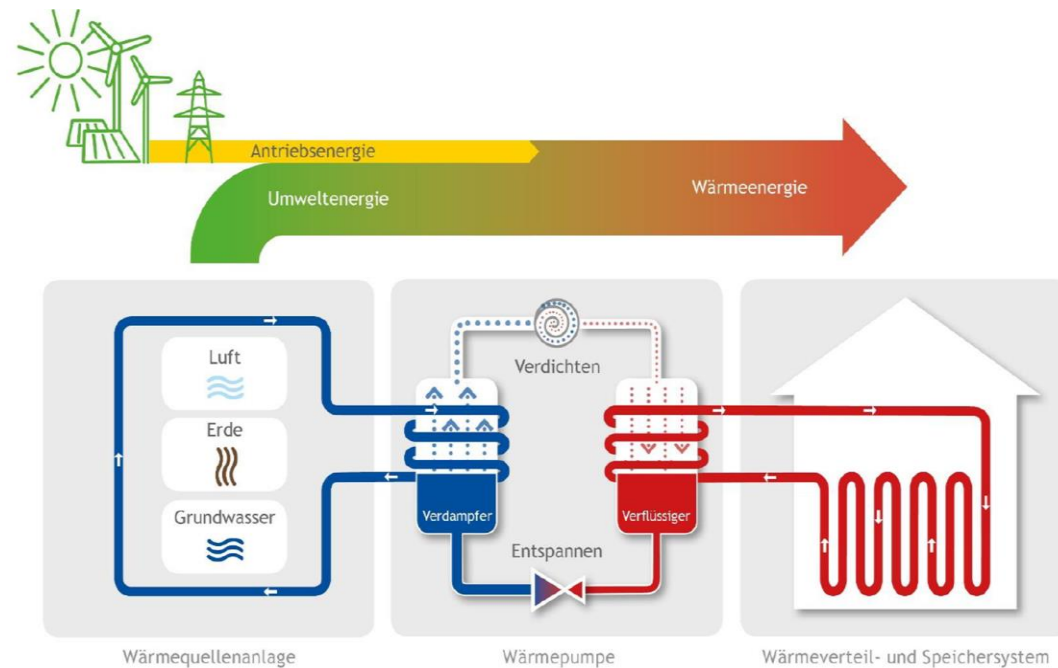 Antriebsenergie
Umweltenergie
Wärmeenergie
Luft
Erde
Grundwasser
Verdichten
Verdampfer
Verflüssiger
Entspannen
Wärmequellenanlage
Wärmepumpe
Wärmeverteil- und Speichersystem